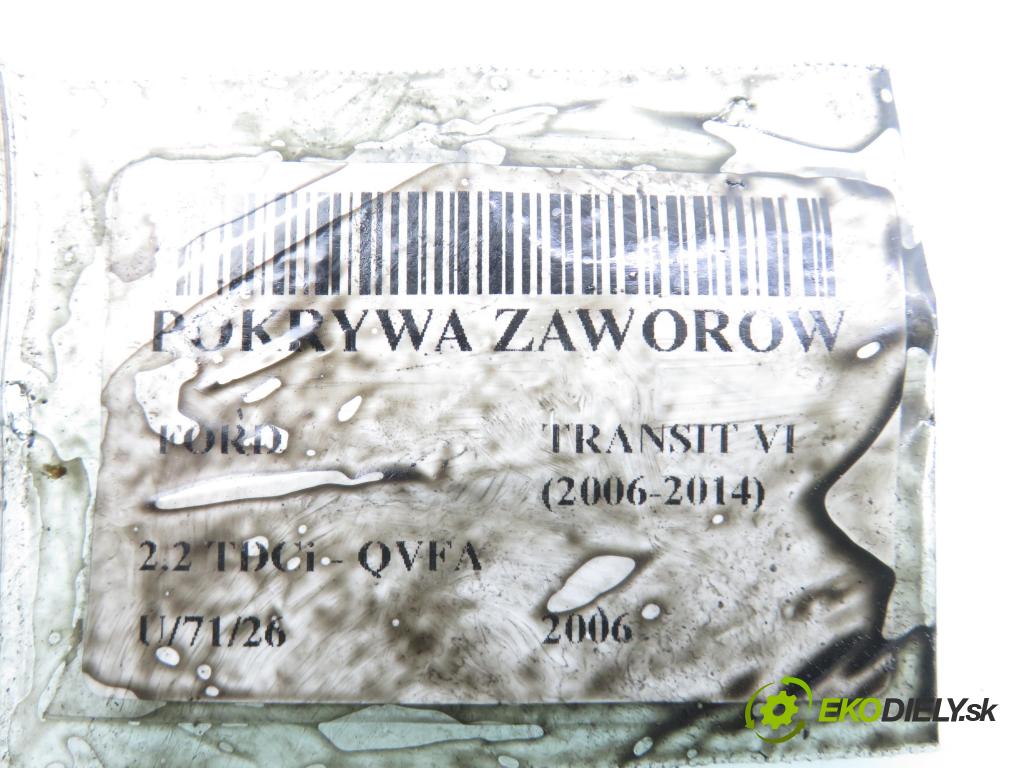 POKRYWA ZAWOROW
FORD TRANSIT VI
(2006-2014)
2.2 TDCi - QVFA
U/71/26 2006
EKODIELY.sk